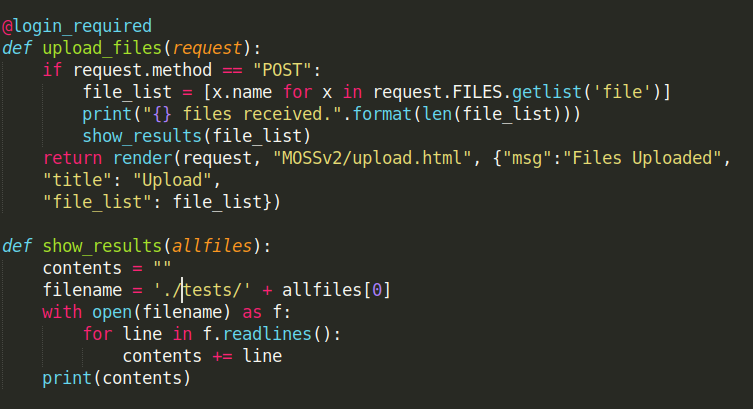 @login_required
def upload_files(request):
    if request.method == "POST":
        file_list = [x.name for x in request.FILES.getlist('file')]
        print("{} files received.".format(len(file_list)))
        show_results(file_list)
    return render(request, "MOSSv2/upload.html", {"msg":"Files Uploaded",
    "title": "Upload",
    "file_list": file_list})

def show_results(allfiles):
    contents = ""
    filename = './tests/' + allfiles[0]
    with open(filename) as f:
        for line in f.readlines():
            contents += line
    print(contents)